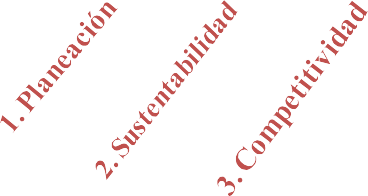 1. Planeación
2. Sustentabilidad
3. Competitividad